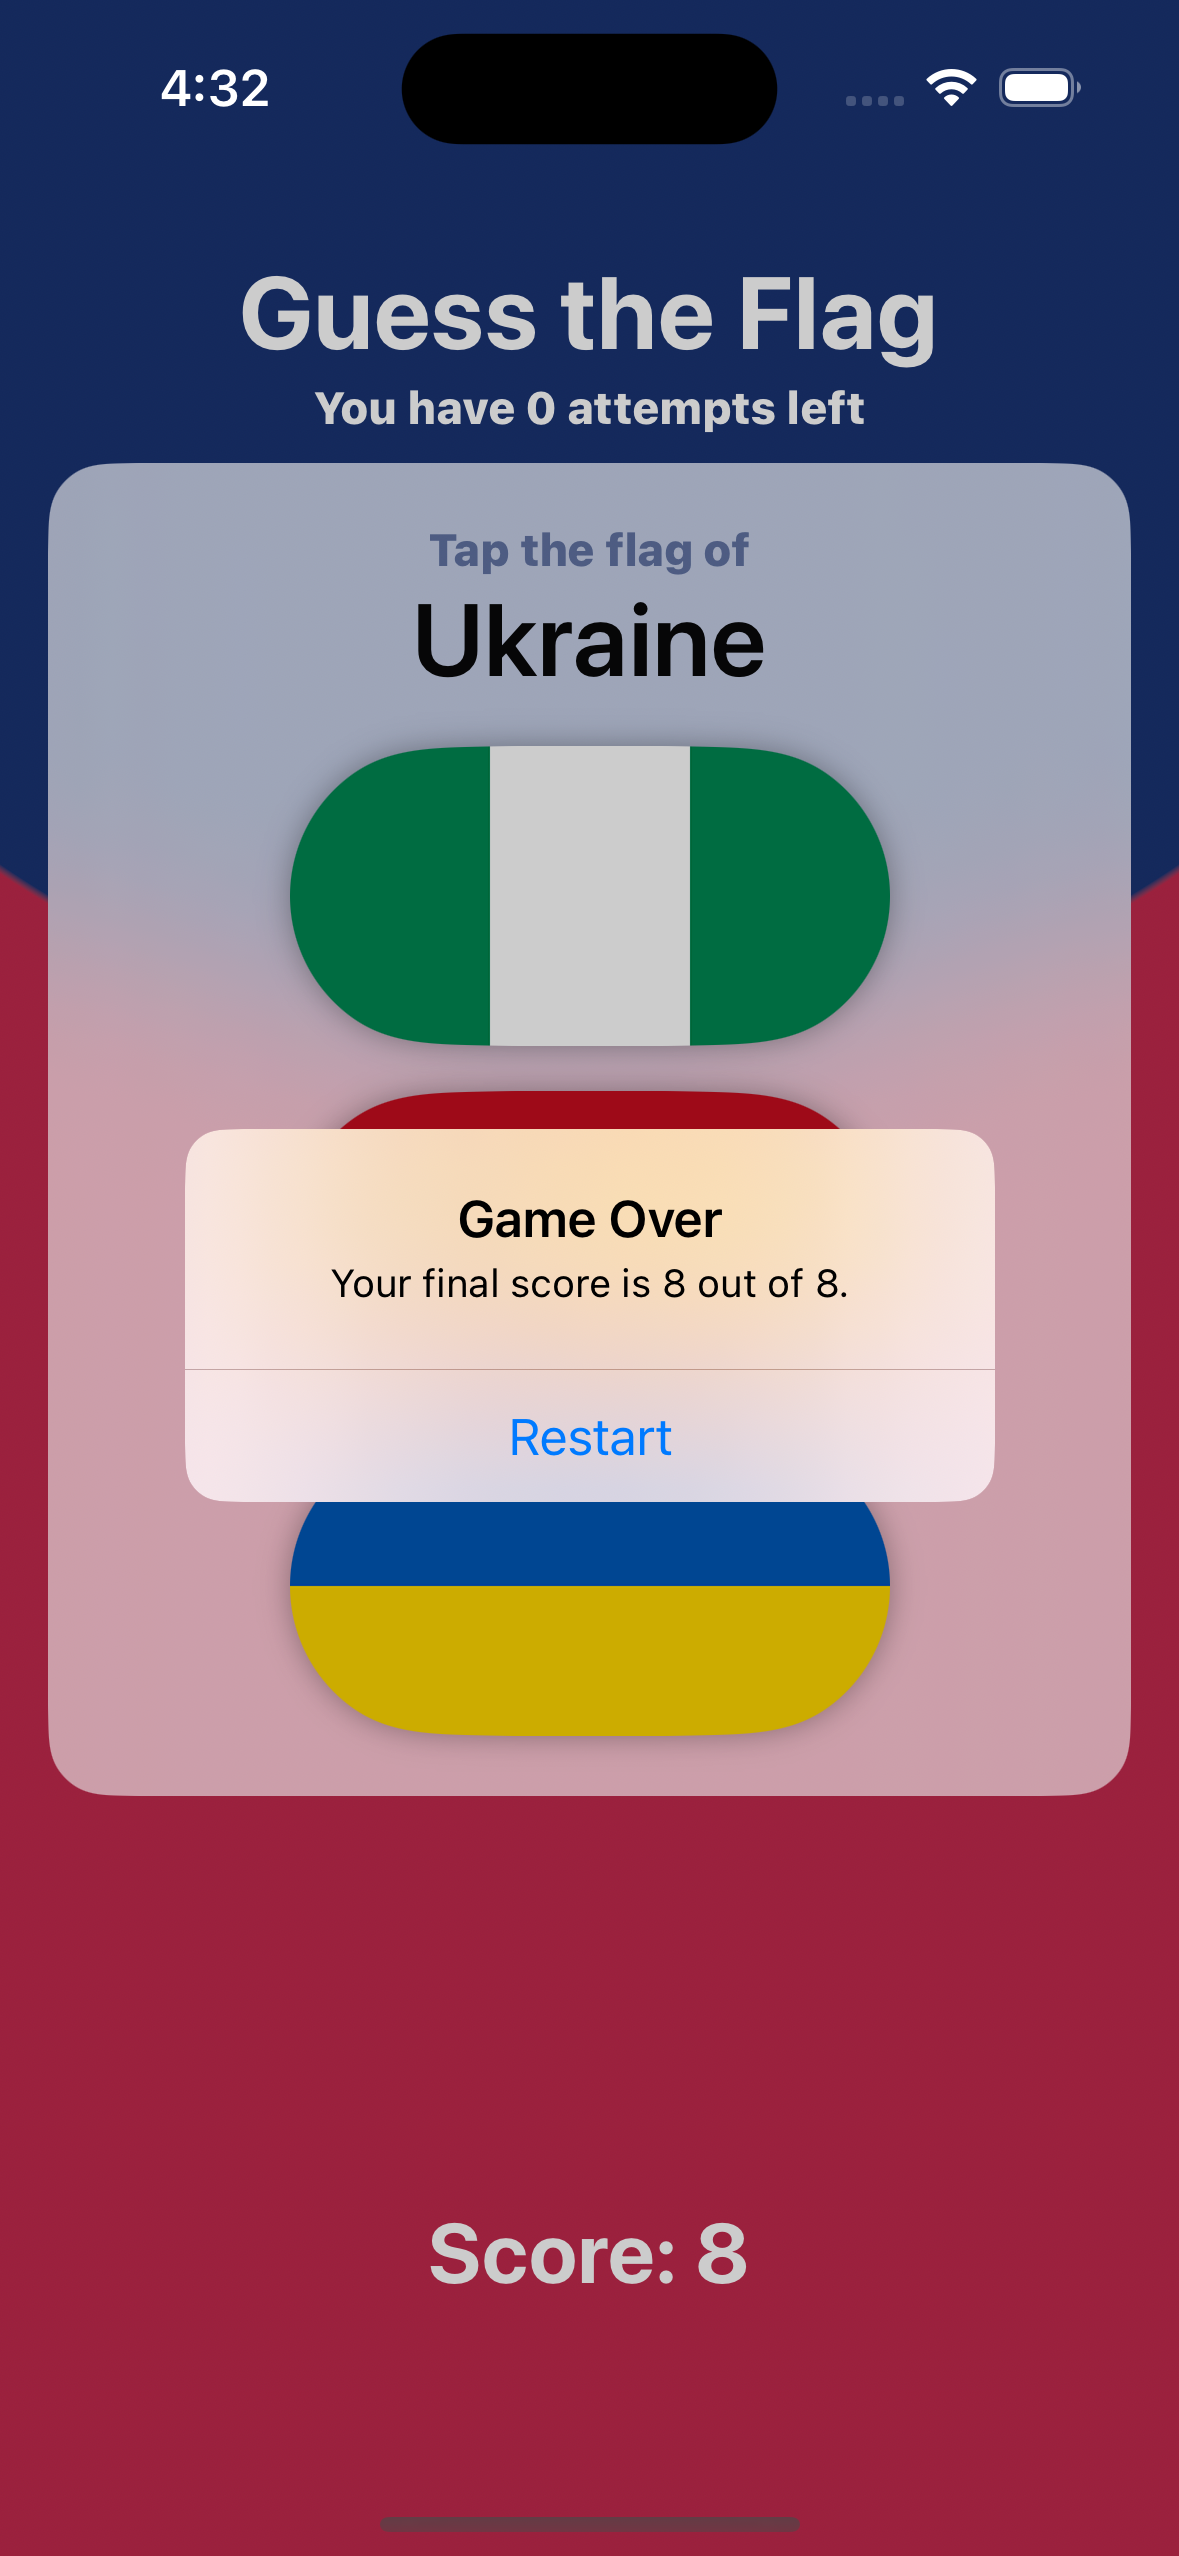 4:32
Guess the Flag
You have 0 attempts left
Tap the flag of
Ukraine
Game Over
Your final score is 8 out of 8.
Restart
Score: 8